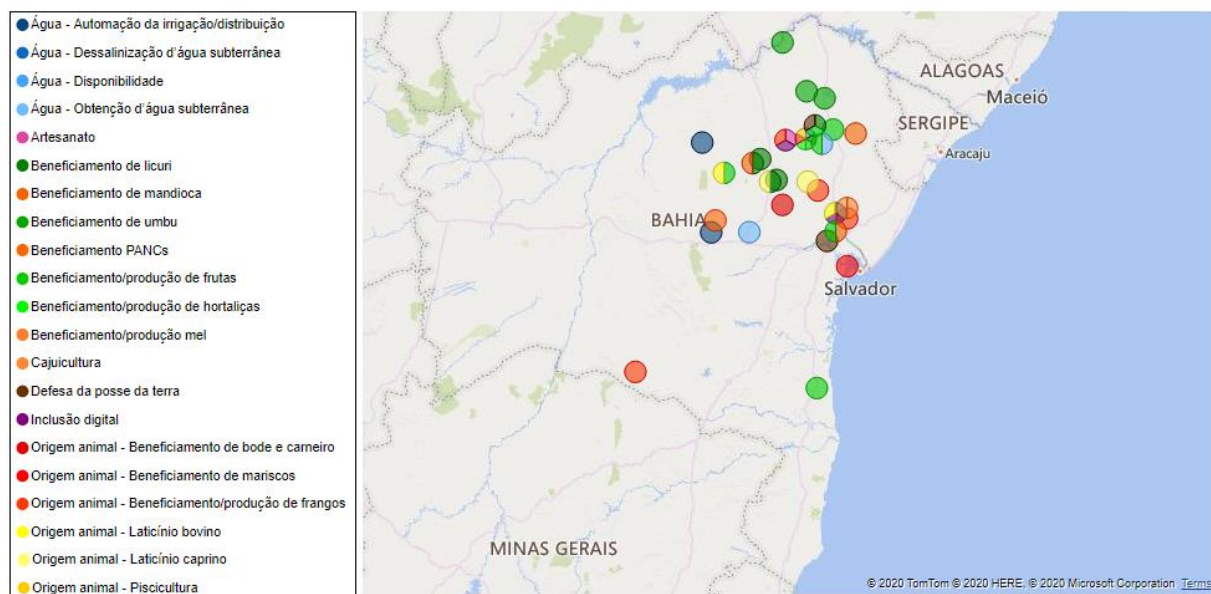 Água - Automação da irrigação/distribuição
Água - Dessalinização d'água subterrânea
Água - Disponibilidade
Água - Obtenção d'água subterrânea
Artesanato
Beneficiamento de licuri
Beneficiamento de mandioca
Beneficiamento de umbu
Beneficiamento PANCs
Beneficiamento/produção de frutas
Beneficiamento/produção de hortaliças
Beneficiamento/produção mel
Cajuicultura
Defesa da posse da terra
Inclusão digital
Origem animal - Beneficiamento de bode e carneiro
Origem animal - Beneficiamento de mariscos
Origem animal - Beneficiamento/produção de frangos
Origem animal - Laticínio bovino
Origem animal - Laticínio caprino
Origem animal - Piscicultura
ALAGOAS
Maceió
SERGIPE
Aracaju
BAHIA
Salvador
MINAS GERAIS
© 2020 TomTom © 2020 HERE, © 2020 Microsoft Corporation Terms